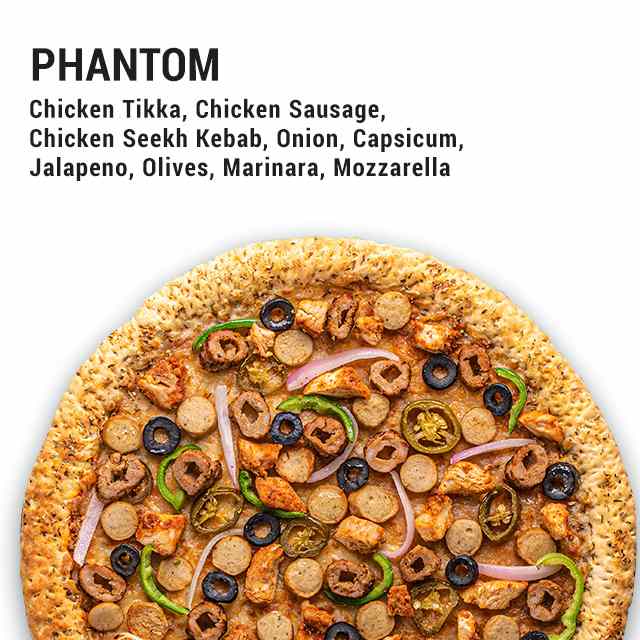 PHANTOM
Chicken Tikka, Chicken Sausage,
Chicken Seekh Kebab, Onion, Capsicum,
Jalapeno, Olives, Marinara, Mozzarella